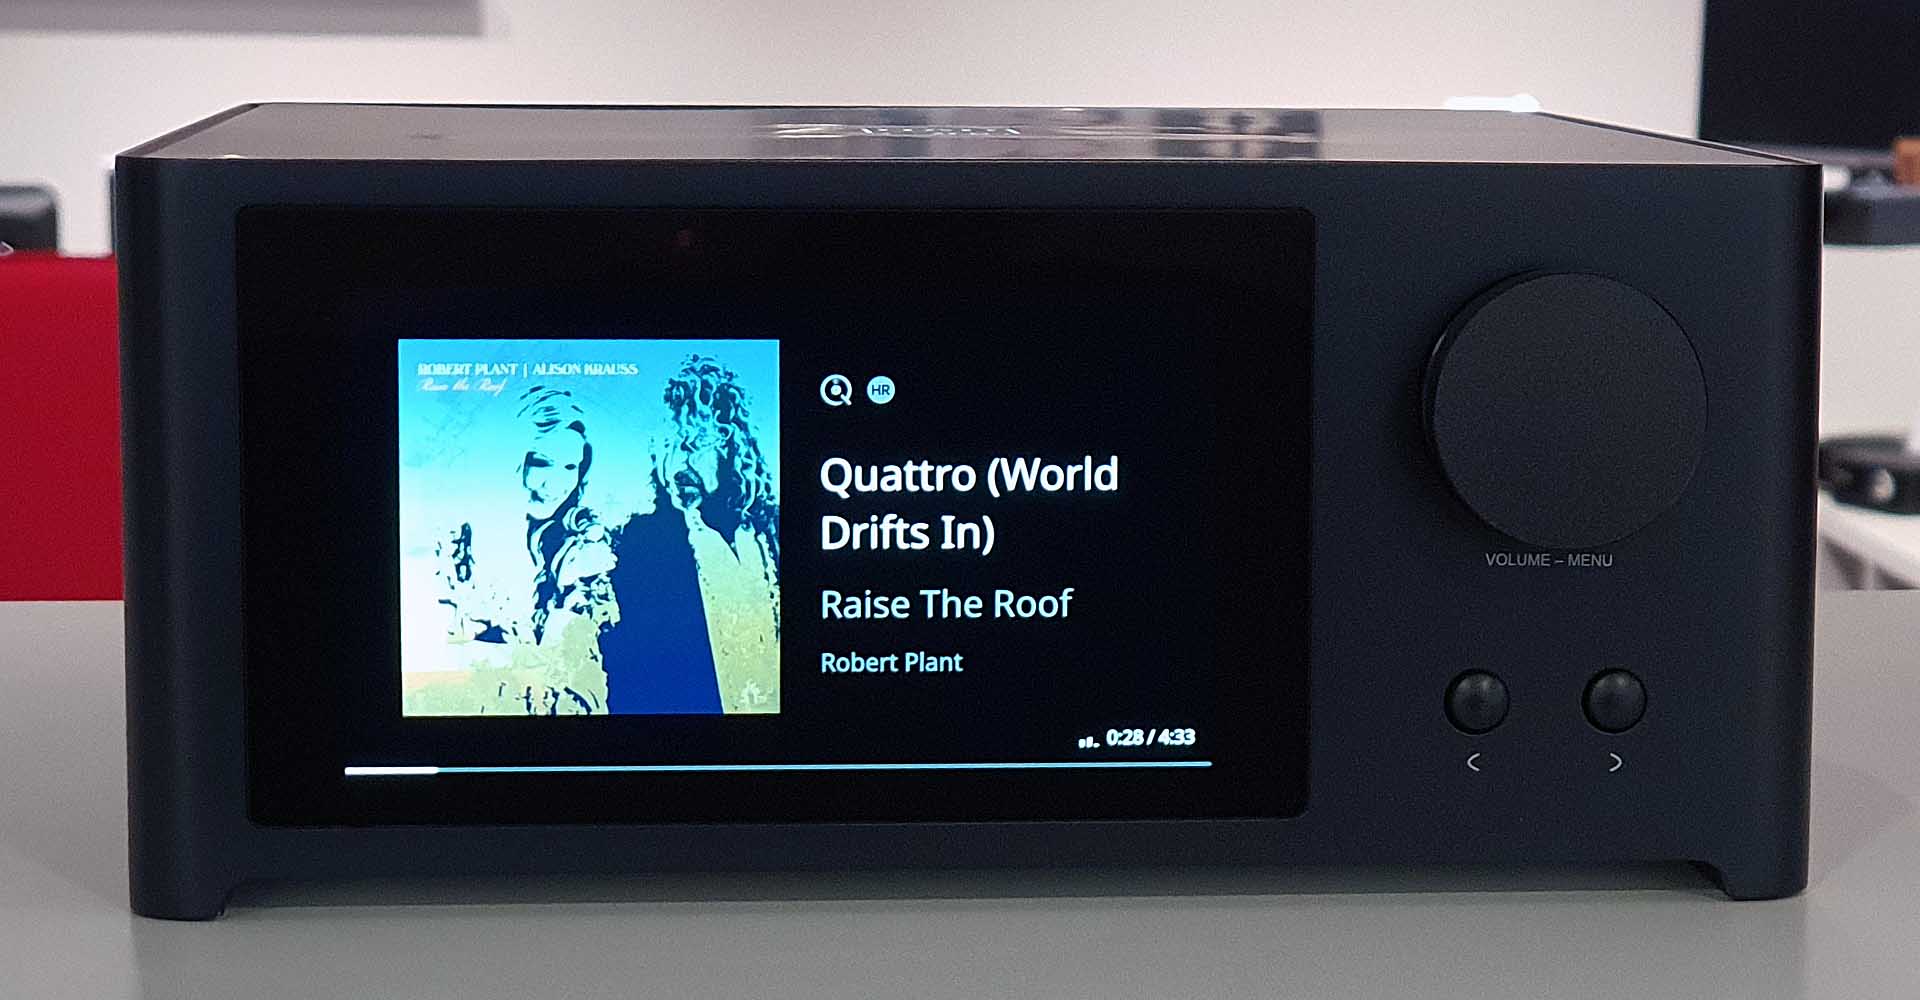 ROBERT PLANT | ALISON KRAUSS
Raise the Roof
HR
Quattro (World
Drifts In)
Raise The Roof
Robert Plant
0:28 / 4:33
VOLUME – MENU
< >